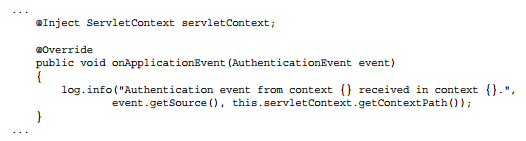 ...
@Inject ServletContext servletContext;
@Override
public void onApplicationEvent(AuthenticationEvent event)
{
log.info("Authentication event from context {} received in context {}.",
event.getSource(), this.servletContext.getContextPath());
}
...